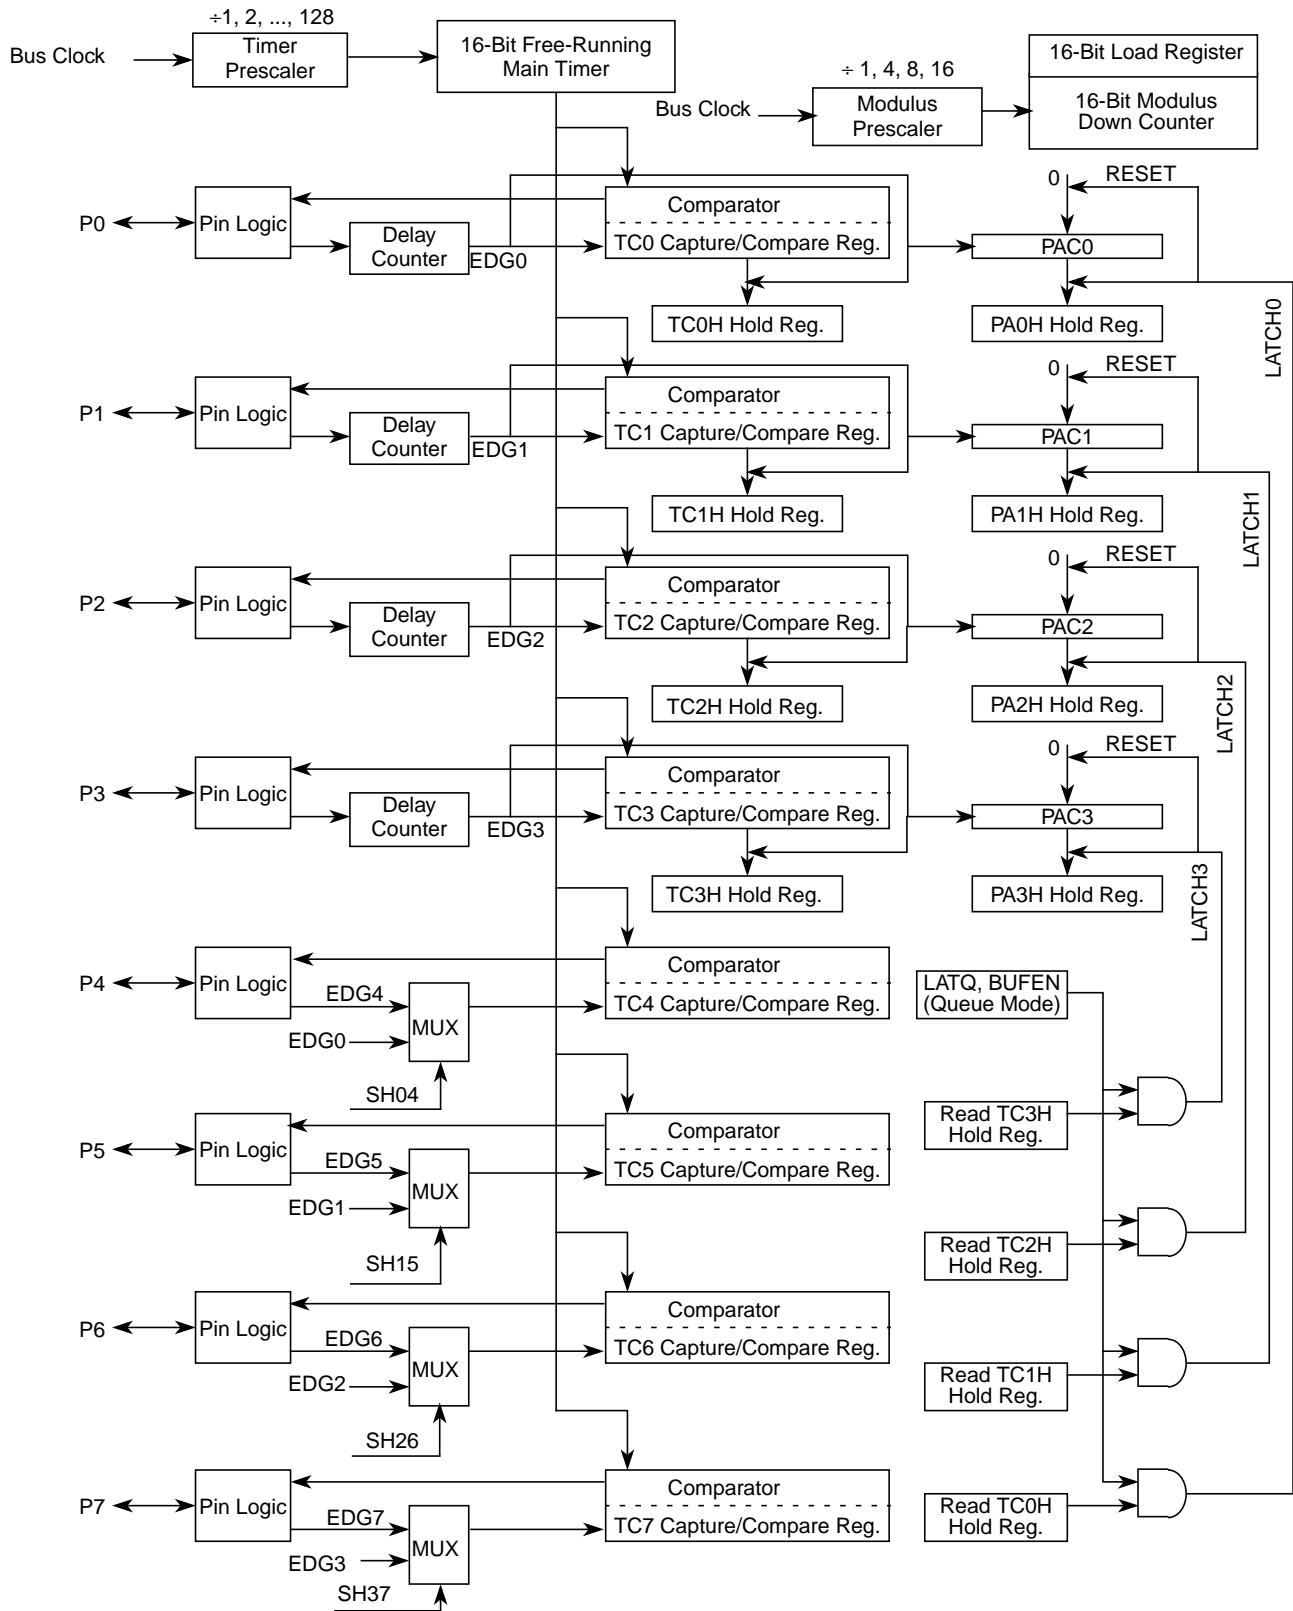 ÷1, 2, ..., 128
Bus Clock
Timer
Prescaler
16-Bit Free-Running
Main Timer
÷ 1, 4, 8, 16
Bus Clock
Modulus
Prescaler
16-Bit Load Register
16-Bit Modulus
Down Counter
P0
Pin Logic
Delay
Counter
EDG0
Comparator
TC0 Capture/Compare Reg.
TC0H Hold Reg.
0
RESET
PAC0
PA0H Hold Reg.
LATCH0
P1
Pin Logic
Delay
Counter
EDG1
Comparator
TC1 Capture/Compare Reg.
TC1H Hold Reg.
0
RESET
PAC1
PA1H Hold Reg.
LATCH1
P2
Pin Logic
Delay
Counter
EDG2
Comparator
TC2 Capture/Compare Reg.
TC2H Hold Reg.
0
RESET
PAC2
PA2H Hold Reg.
LATCH2
P3
Pin Logic
Delay
Counter
EDG3
Comparator
TC3 Capture/Compare Reg.
TC3H Hold Reg.
0
RESET
PAC3
PA3H Hold Reg.
LATCH3
P4
Pin Logic
EDG4
EDG0
MUX
SH04
Comparator
TC4 Capture/Compare Reg.
LATQ, BUFEN
(Queue Mode)
Read TC3H
Hold Reg.
P5
Pin Logic
EDG5
EDG1
MUX
SH15
Comparator
TC5 Capture/Compare Reg.
Read TC2H
Hold Reg.
P6
Pin Logic
EDG6
EDG2
MUX
SH26
Comparator
TC6 Capture/Compare Reg.
Read TC1H
Hold Reg.
P7
Pin Logic
EDG7
EDG3
MUX
SH37
Comparator
TC7 Capture/Compare Reg.
Read TC0H
Hold Reg.